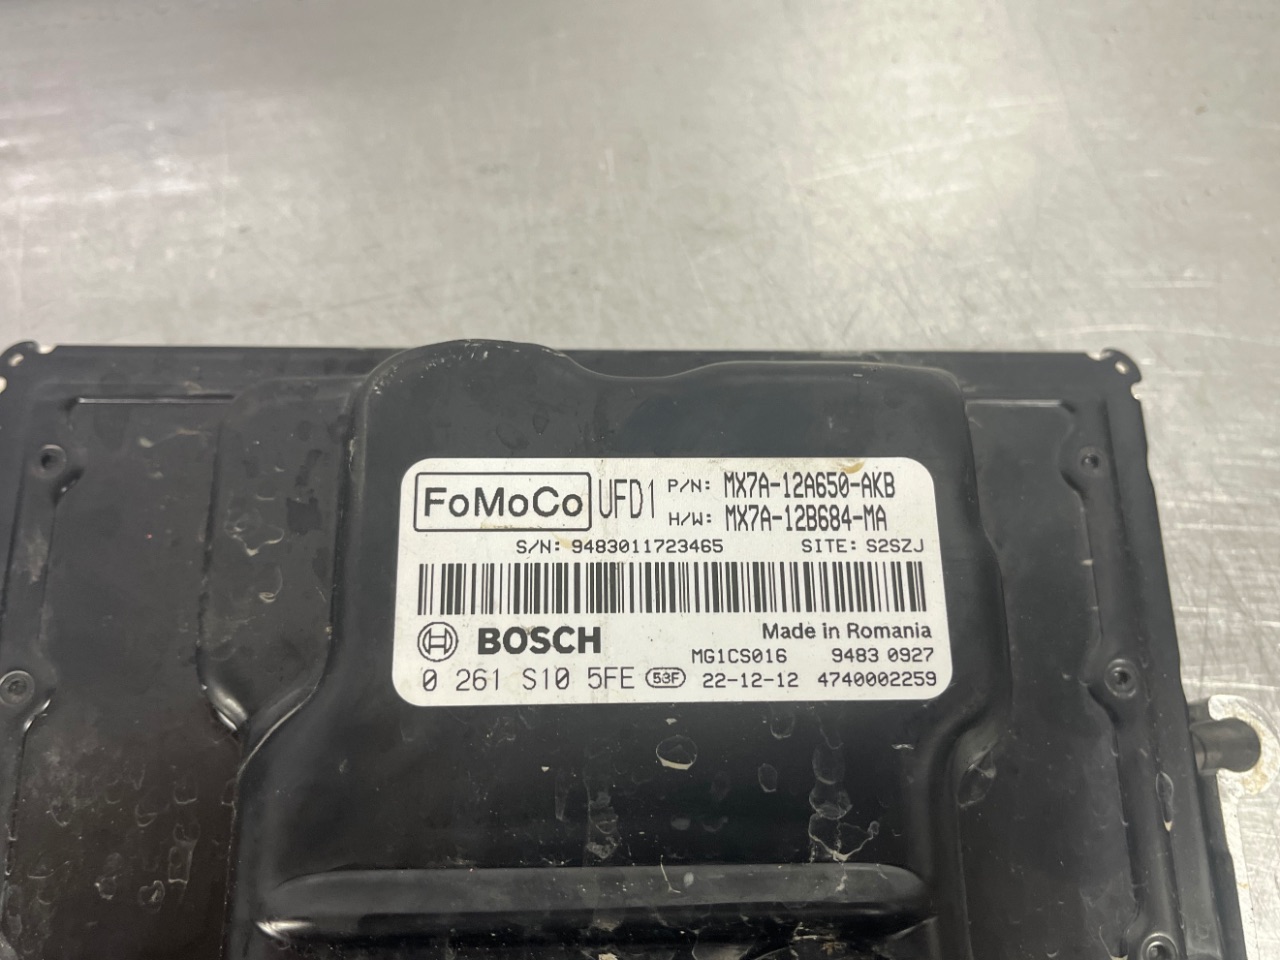 FoMoCo UFD1 P/N: MX7A-12A650-AKB
H/W: MX7A-12B684-MA
S/N: 9483011723465 SITE: S2SZJ
BOSCH Made in Romania
MG1CS016 9483 0927
0 261 S10 5FE 53F 22-12-12 4740002259